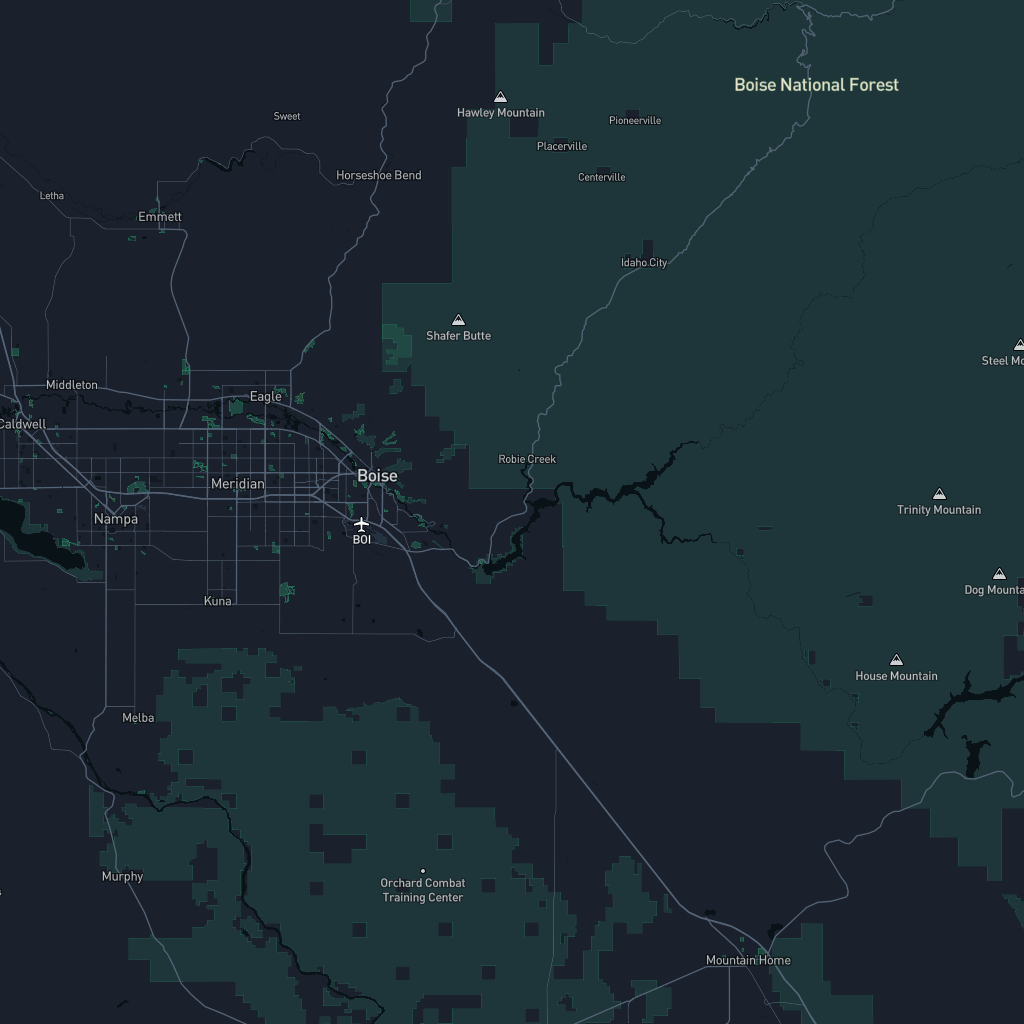 Boise National Forest
Hawley Mountain
Sweet
Pioneerville
Placerville
Horseshoe Bend
Centerville
Letha
Emmett
Idaho City
Shafer Butte
Steel Mo
Middleton
Eagle
Caldwell
Robie Creek
Boise
Meridian
Trinity Mountain
Nampa
BOI
Dog Mounta
Kuna
House Mountain
Melba
Murphy
Orchard Combat
Training Center
Mountain Home